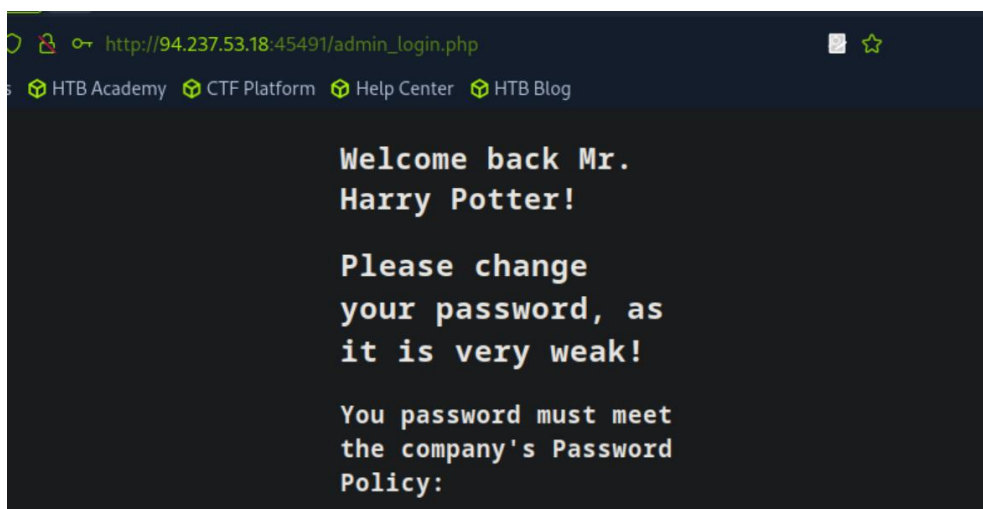 http://94.237.53.18:45491/admin_login.php
HTB Academy CTF Platform Help Center HTB Blog
Welcome back Mr.
Harry Potter!
Please change
your password, as
it is very weak!
You password must meet
the company's Password
Policy: